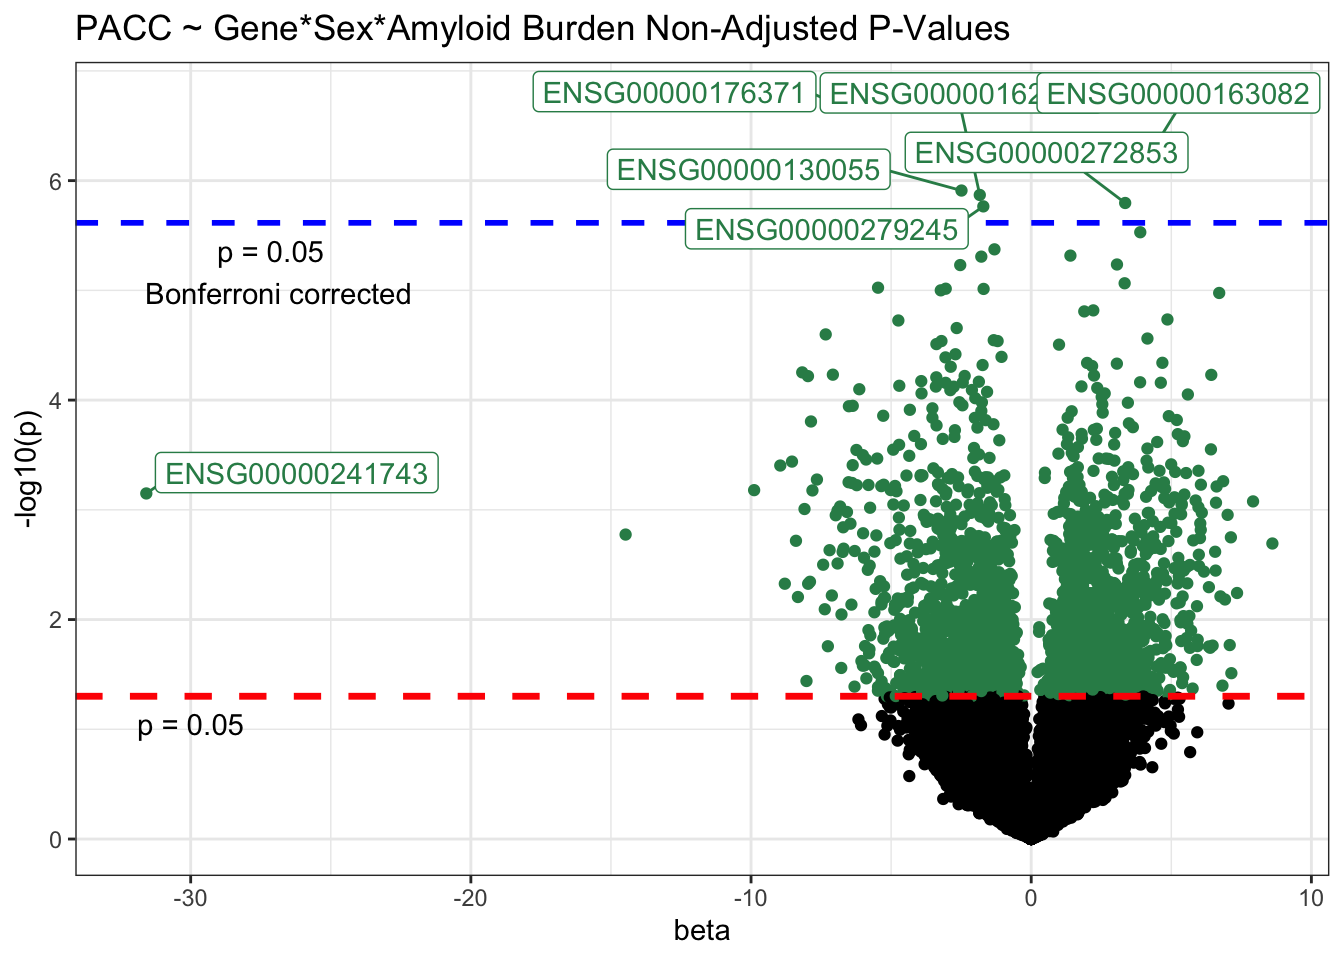 PACC ~ Gene*Sex*Amyloid Burden Non-Adjusted P-Values
ENSG00000176371
ENSG00000163082
ENSG00000272853
ENSG00000130055
ENSG00000279245
p = 0.05
Bonferroni corrected
ENSG00000241743
p = 0.05
-log10(p)
6
4
2
0
-30
-20
-10
0
10
beta